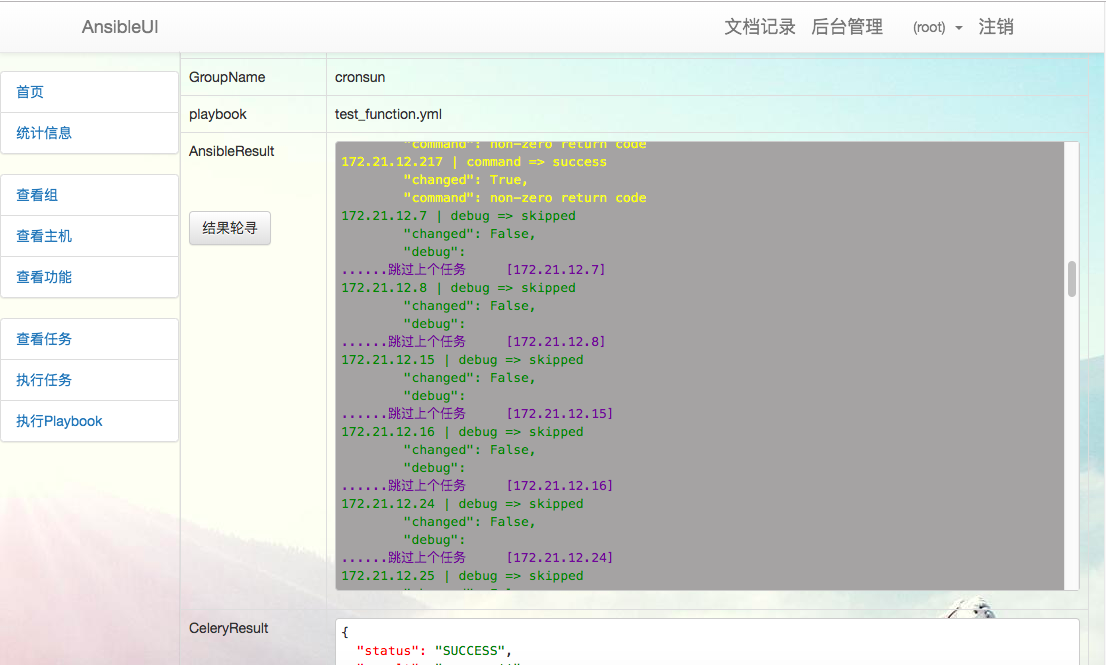 AnsibleUI 文档记录 后台管理 (root) 注销
首页
统计信息
查看组
查看主机
查看功能
查看任务
执行任务
执行Playbook
GroupName cronsun
playbook test_function.yml
AnsibleResult
结果轮寻
"command": non-zero return code
172.21.12.217 | command => success
"changed": True,
"command": non-zero return code
172.21.12.7 | debug => skipped
"changed": False,
"debug":
......跳过上个任务 [172.21.12.7]
172.21.12.8 | debug => skipped
"changed": False,
"debug":
......跳过上个任务 [172.21.12.8]
172.21.12.15 | debug => skipped
"changed": False,
"debug":
......跳过上个任务 [172.21.12.15]
172.21.12.16 | debug => skipped
"changed": False,
"debug":
......跳过上个任务 [172.21.12.16]
172.21.12.24 | debug => skipped
"changed": False,
"debug":
......跳过上个任务 [172.21.12.24]
172.21.12.25 | debug => skipped
CeleryResult
{
"status": "SUCCESS",